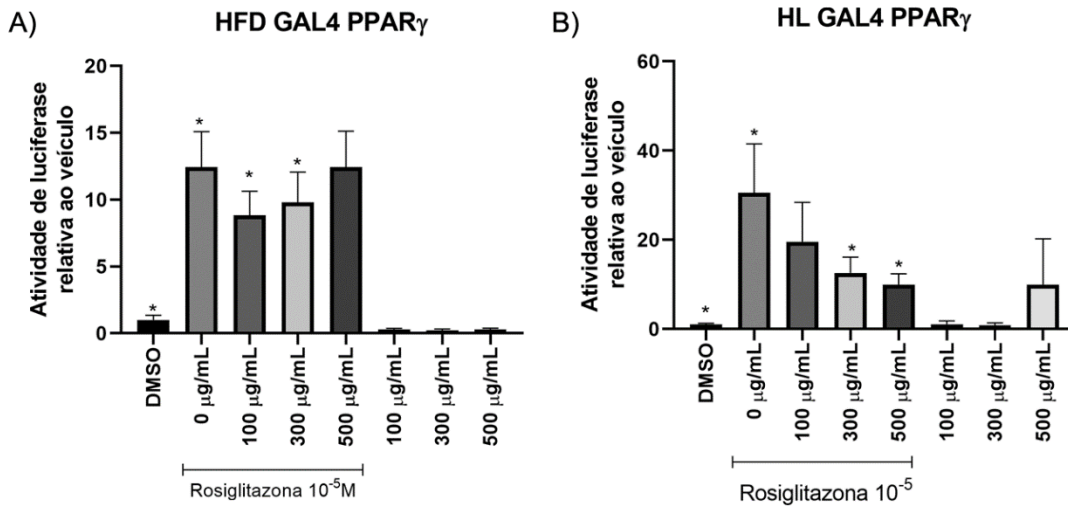 A)
HFD GAL4 PPARγ
Atividade de luciferase
relativa ao veículo
20
15
10
5
0
*
*
*
*
DMSO
0 µg/mL
100 µg/mL
300 µg/mL
500 µg/mL
100 µg/mL
300 µg/mL
500 µg/mL
Rosiglitazona 10⁻⁵M
B)
HL GAL4 PPARγ
Atividade de luciferase
relativa ao veículo
60
40
20
0
*
*
*
*
DMSO
0 µg/mL
100 µg/mL
300 µg/mL
500 µg/mL
100 µg/mL
300 µg/mL
500 µg/mL
Rosiglitazona 10⁻⁵